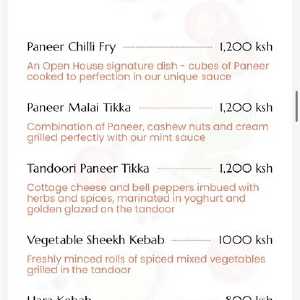 Paneer Chilli Fry 1,200 ksh
An Open House signature dish - cubes of Paneer
cooked to perfection in our unique sauce
Paneer Malai Tikka 1,200 ksh
Combination of Paneer, cashew nuts and cream
grilled perfectly with our mint sauce
Tandoori Paneer Tikka 1,200 ksh
Cottage cheese and bell peppers imbued with
herbs and spices, marinated in yoghurt and
golden glazed on the tandoor
Vegetable Sheekh Kebab 1000 ksh
Freshly minced rolls of spiced mixed vegetables
grilled in the tandoor
Hara Kebab 800 ksh